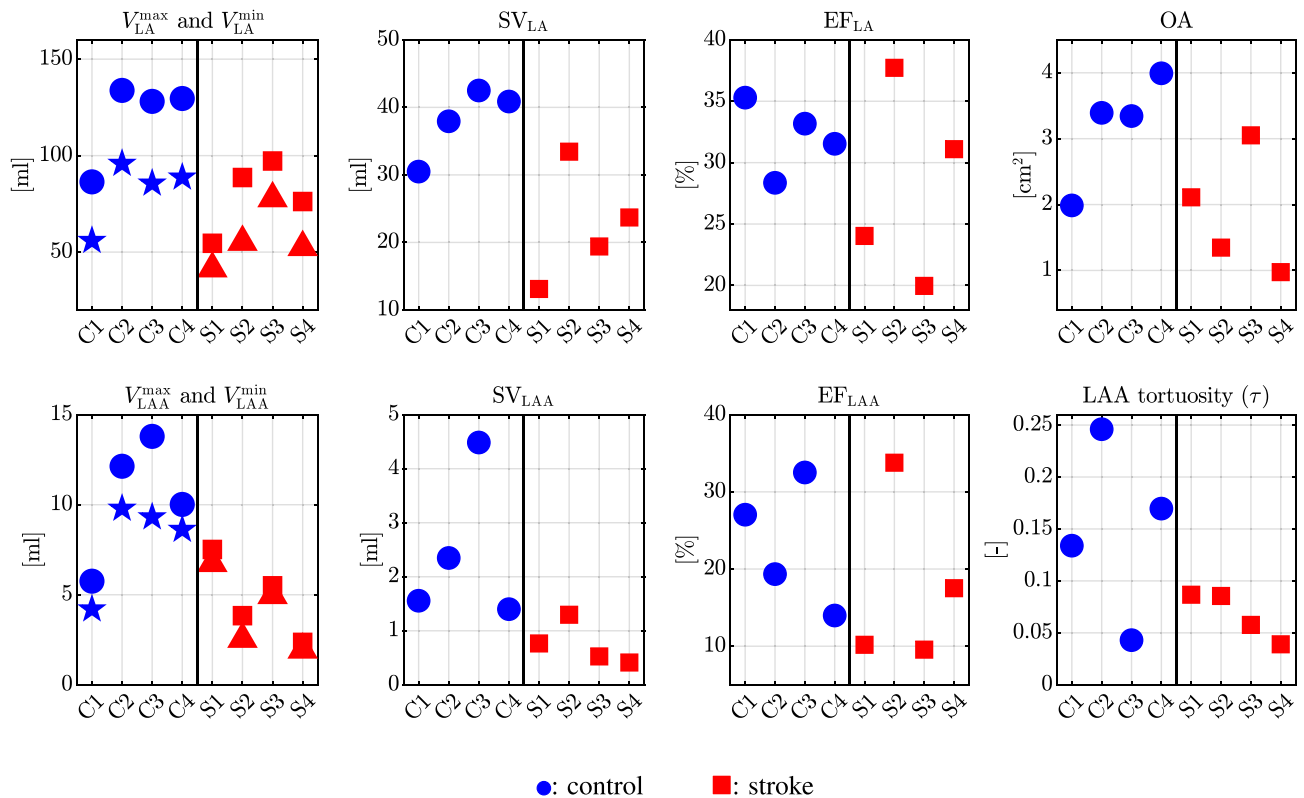 V_LA^max and V_LA^min
SV_LA
EF_LA
OA
150
100
50
[ml]
C1 C2 C3 C4 S1 S2 S3 S4
50
40
30
20
10
[ml]
C1 C2 C3 C4 S1 S2 S3 S4
40
35
30
25
20
[%]
C1 C2 C3 C4 S1 S2 S3 S4
4
3
2
1
[cm²]
C1 C2 C3 C4 S1 S2 S3 S4
V_LAA^max and V_LAA^min
SV_LAA
EF_LAA
LAA tortuosity (τ)
15
10
5
0
[ml]
C1 C2 C3 C4 S1 S2 S3 S4
5
4
3
2
1
0
[ml]
C1 C2 C3 C4 S1 S2 S3 S4
40
30
20
10
[%]
C1 C2 C3 C4 S1 S2 S3 S4
0.25
0.2
0.15
0.1
0.05
0
[-]
C1 C2 C3 C4 S1 S2 S3 S4
: control
: stroke